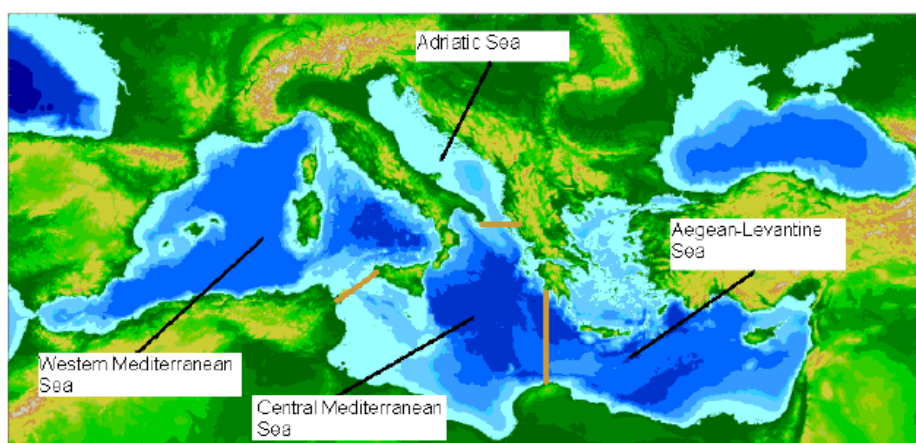 Adriatic Sea
Aegean-Levantine
Sea
Western Mediterranean
Sea
Central Mediterranean
Sea